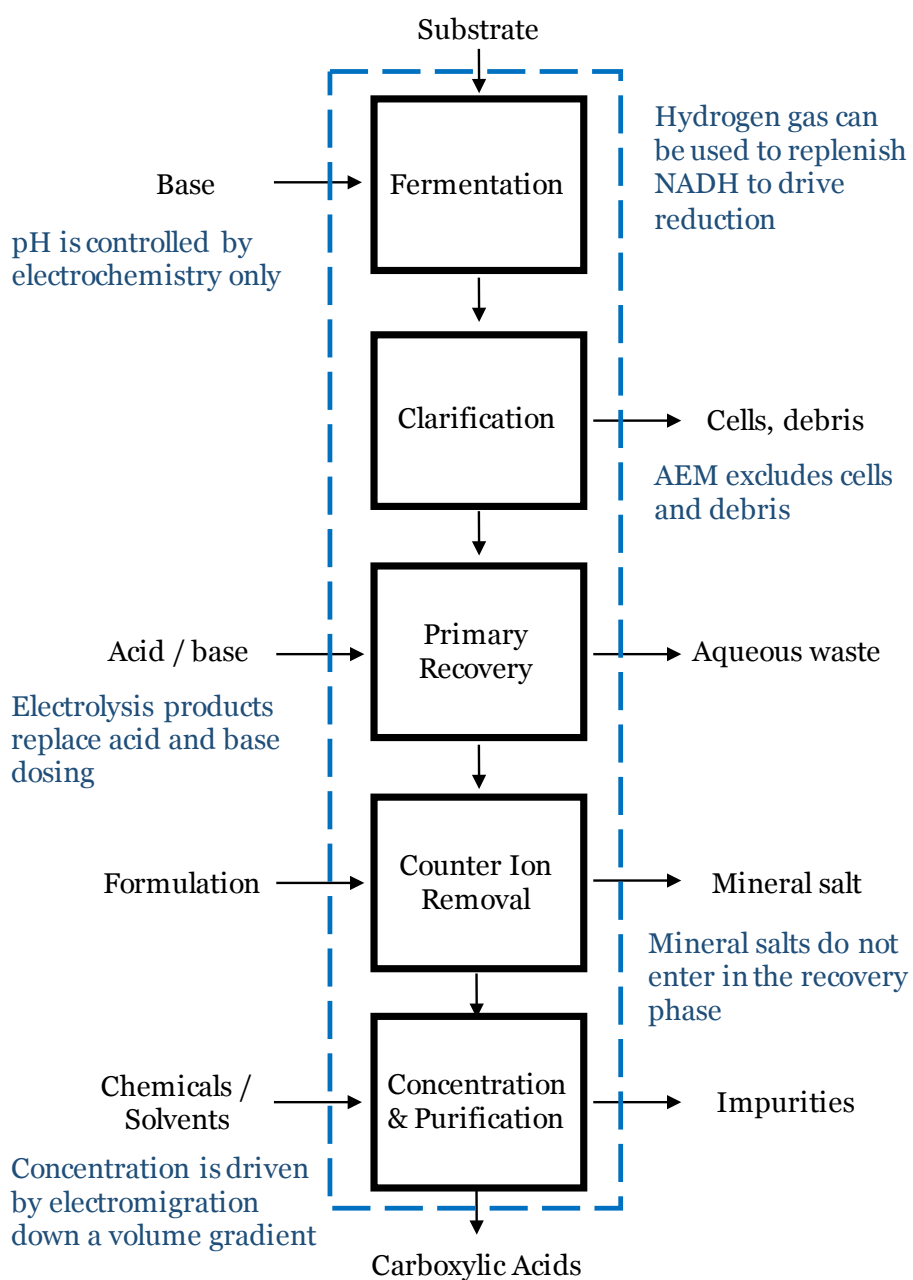 Substrate
Hydrogen gas can
be used to replenish
NADH to drive
reduction
Base
Fermentation
pH is controlled by
electrochemistry only
Clarification
Cells, debris
AEM excludes cells
and debris
Acid / base
Primary
Recovery
Aqueous waste
Electrolysis products
replace acid and base
dosing
Formulation
Counter Ion
Removal
Mineral salt
Mineral salts do not
enter in the recovery
phase
Chemicals /
Solvents
Concentration
& Purification
Impurities
Concentration is driven
by electromigration
down a volume gradient
Carboxylic Acids